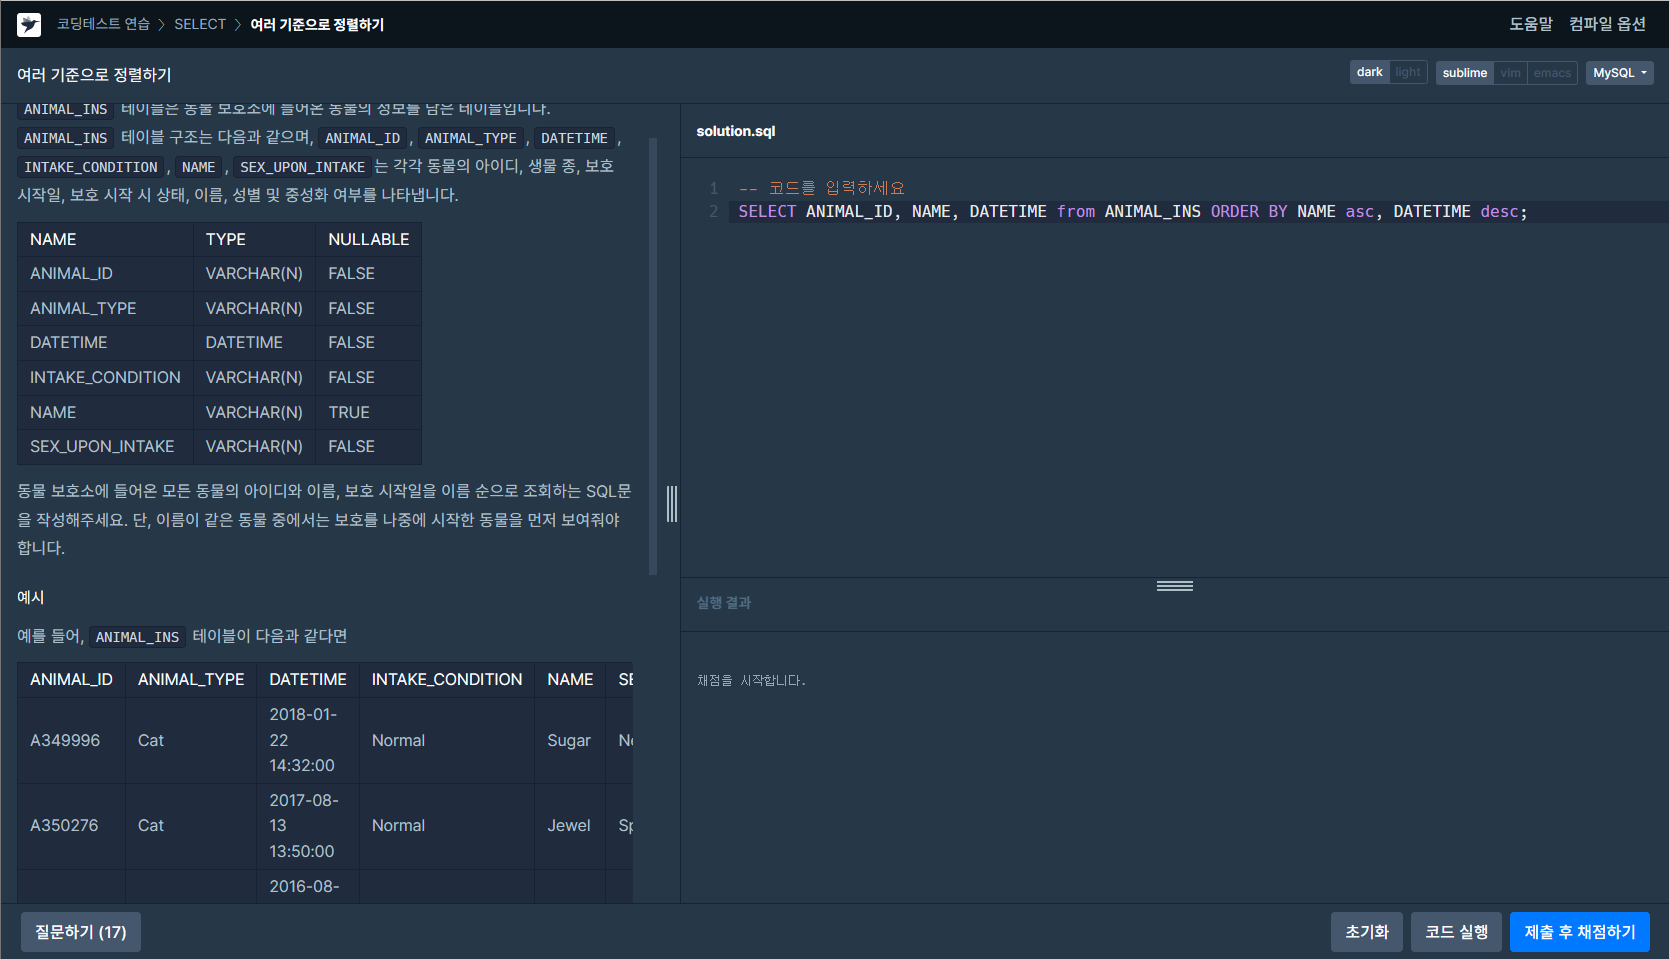 코딩테스트 연습 > SELECT > 여러 기준으로 정렬하기
도움말 컴파일 옵션
여러 기준으로 정렬하기
dark light sublime vim emacs MySQL
ANIMAL_INS 테이블은 동물 보호소에 들어온 동물의 정보를 담은 테이블입니다.
ANIMAL_INS 테이블 구조는 다음과 같으며, ANIMAL_ID, ANIMAL_TYPE, DATETIME,
INTAKE_CONDITION, NAME, SEX_UPON_INTAKE는 각각 동물의 아이디, 생물 종, 보호
시작일, 보호 시작 시 상태, 이름, 성별 및 중성화 여부를 나타냅니다.
NAME TYPE NULLABLE
ANIMAL_ID VARCHAR(N) FALSE
ANIMAL_TYPE VARCHAR(N) FALSE
DATETIME DATETIME FALSE
INTAKE_CONDITION VARCHAR(N) FALSE
NAME VARCHAR(N) TRUE
SEX_UPON_INTAKE VARCHAR(N) FALSE
동물 보호소에 들어온 모든 동물의 아이디와 이름, 보호 시작일을 이름 순으로 조회하는 SQL문
을 작성해주세요. 단, 이름이 같은 동물 중에서는 보호를 나중에 시작한 동물을 먼저 보여줘야
합니다.
예시
예를 들어, ANIMAL_INS 테이블이 다음과 같다면
ANIMAL_ID ANIMAL_TYPE DATETIME INTAKE_CONDITION NAME SE
A349996 Cat 2018-01-
22
14:32:00 Normal Sugar Ne
A350276 Cat 2017-08-
13
13:50:00 Normal Jewel Sp
2016-08-
solution.sql
1 -- 코드를 입력하세요
2 SELECT ANIMAL_ID, NAME, DATETIME from ANIMAL_INS ORDER BY NAME asc, DATETIME desc;
실행 결과
채점을 시작합니다.
질문하기 (17)
초기화 코드 실행 제출 후 채점하기